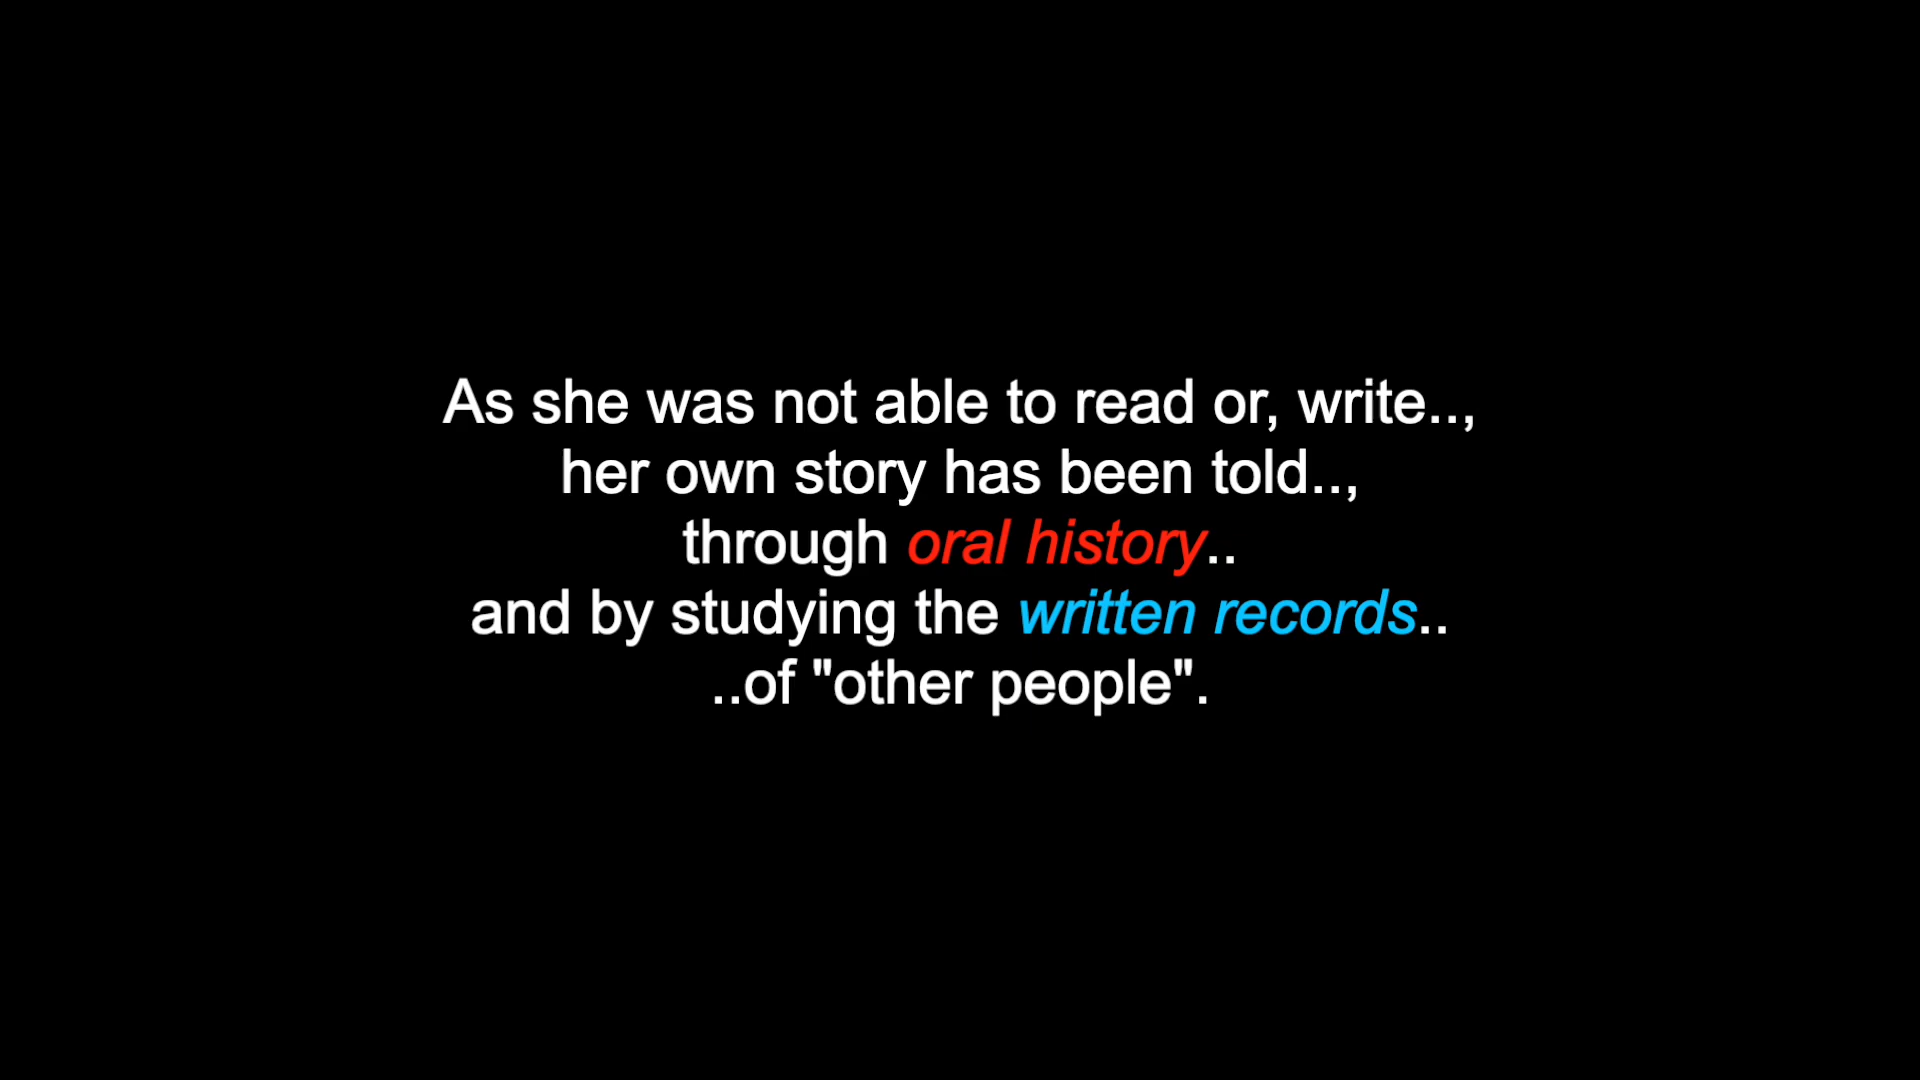 As she was not able to read or, write..,
her own story has been told..,
through oral history..
and by studying the written records..
..of "other people".